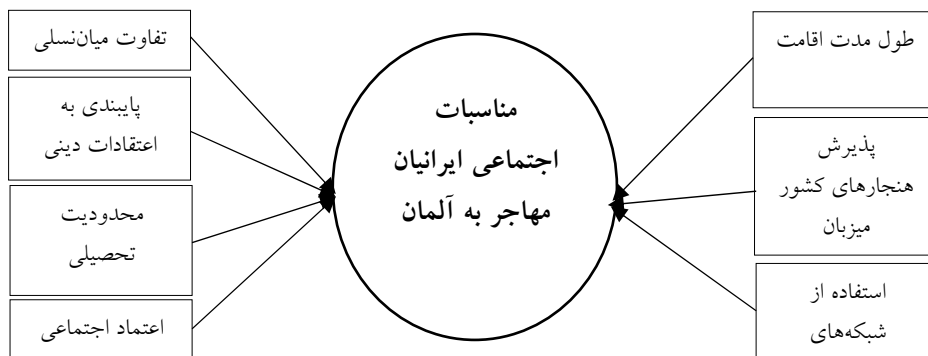 طول مدت اقامت
پذیرش
هنجارهای کشور
میزبان
استفاده از
شبکه‌های
مناسبات
اجتماعی ایرانیان
مهاجر به آلمان
تفاوت میان‌نسلی
پایبندی به
اعتقادات دینی
محدودیت
تحصیلی
اعتماد اجتماعی